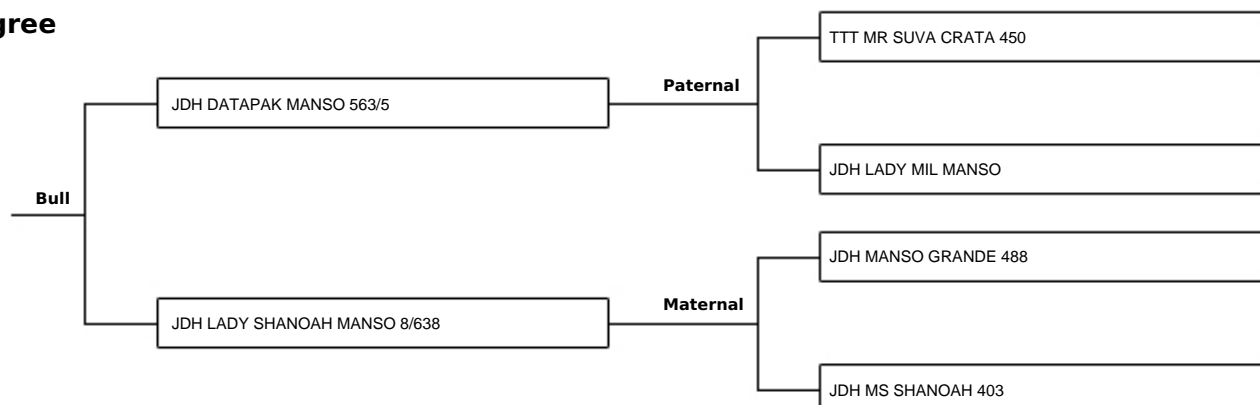 gree
TTT MR SUVA CRATA 450
Paternal
JDH DATAPAK MANSO 563/5
JDH LADY MIL MANSO
Bull
JDH MANSO GRANDE 488
Maternal
JDH LADY SHANOAH MANSO 8/638
JDH MS SHANOAH 403